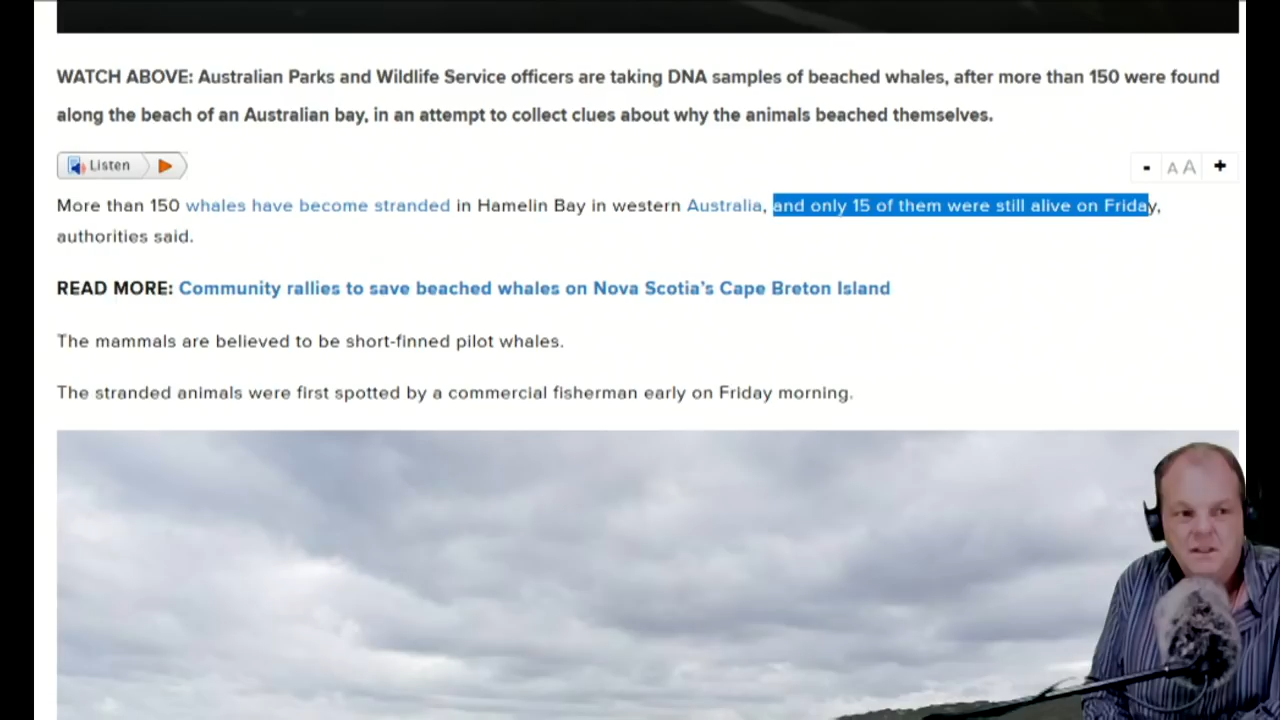 WATCH ABOVE: Australian Parks and Wildlife Service officers are taking DNA samples of beached whales, after more than 150 were found
along the beach of an Australian bay, in an attempt to collect clues about why the animals beached themselves.
Listen
- A A +
More than 150 whales have become stranded in Hamelin Bay in western Australia, and only 15 of them were still alive on Friday,
authorities said.
READ MORE: Community rallies to save beached whales on Nova Scotia’s Cape Breton Island
The mammals are believed to be short-finned pilot whales.
The stranded animals were first spotted by a commercial fisherman early on Friday morning.